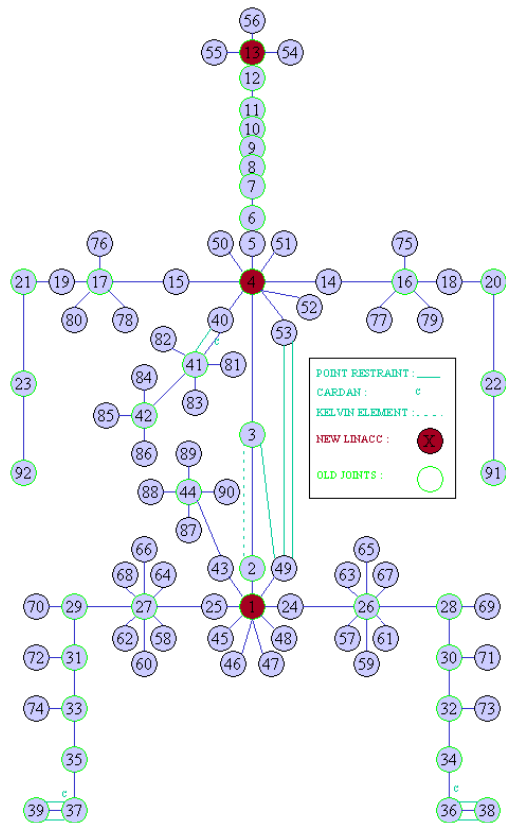 56
55 13 54
12
11
10
9
8
7
6
76 50 5 51 75
21 19 17 15 4 14 16 18 20
52
80 78 40 53 77 79
82 c
41 81
84 83
23 22
85 42
86
3
92 89 91
88 44 90
87
POINT RESTRAINT :
CARDAN : c
KELVIN ELEMENT :
NEW LINACC : X
OLD JOINTS :
66 65
68 64 43 2 49 63 67
70 29 27 25 1 24 26 28 69
62 58 45 48 57 61
60 46 47 59
72 31 30 71
74 33 32 73
35 34
c c
39 37 36 38